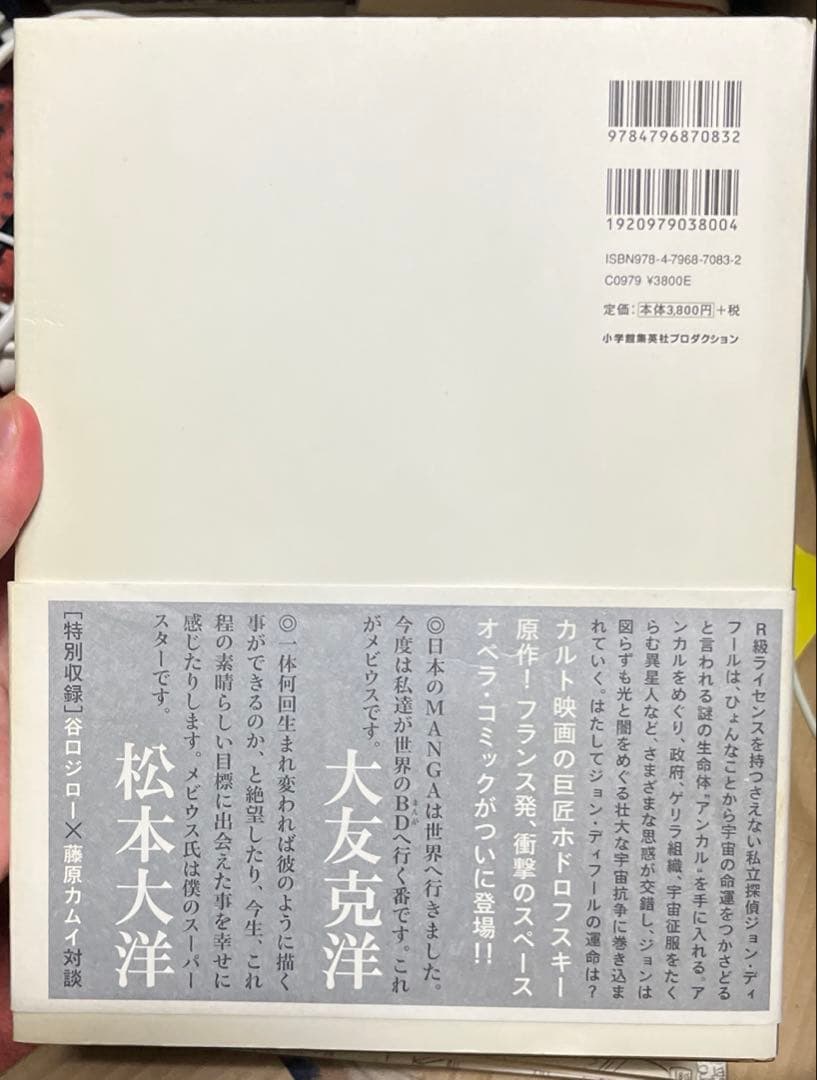 9784796870832
1920979038004
ISBN978-4-7968-7083-2
C0979 ¥3800E
定価：本体3,800円+税
小学館集英社プロダクション
R級ライセンスを持つさえない私立探偵ジョン・ディ
フールは、ひょんなことから宇宙の命運をつかさどる
と言われる謎の生命体"アンカル"を手に入れる。ア
ンカルをめぐり、政府、ゲリラ組織、宇宙征服をたく
らむ異星人など、さまざまな思惑が交錯し、ジョンは
図らずも光と闇をめぐる壮大な宇宙抗争に巻き込ま
れていく。はたしてジョン・ディフールの運命は？
カルト映画の巨匠ホドロフスキー
原作！フランス発、衝撃のスペース
オペラ・コミックがついに登場!!
◎日本のMANGAは世界へ行きました。
今度は私達が世界のBDへ行く番です。これ
まんが
がメビウスです。
大友克洋
◎一体何回生まれ変われば彼のように描く
事ができるのか、と絶望したり、今生、これ
程の素晴らしい目標に出会えた事を幸せに
感じたりします。メビウス氏は僕のスーパー
スターです。
松本大洋
［特別収録］谷口ジロー×藤原カムイ対談